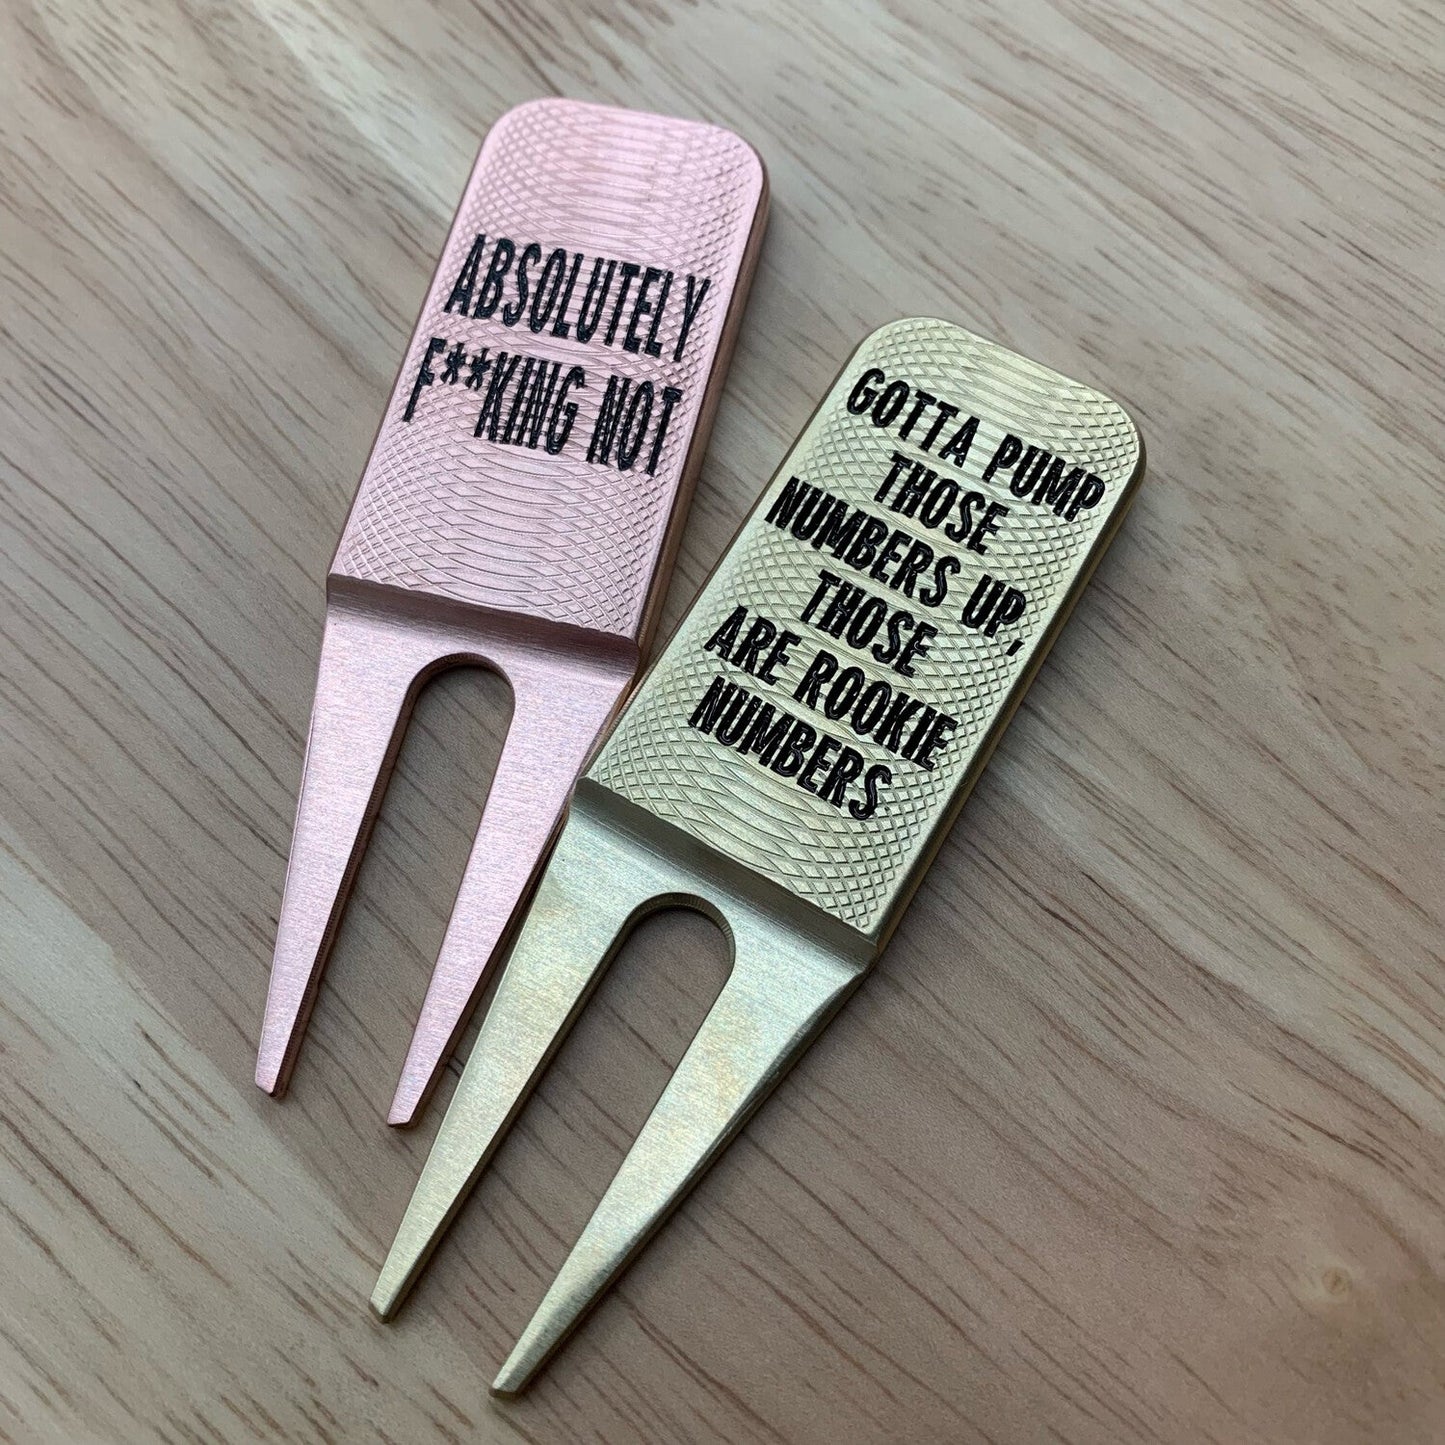 ABSOLUTELY
F**KING NOT
GOTTA PUMP
THOSE
NUMBERS UP,
THOSE
ARE ROOKIE
NUMBERS